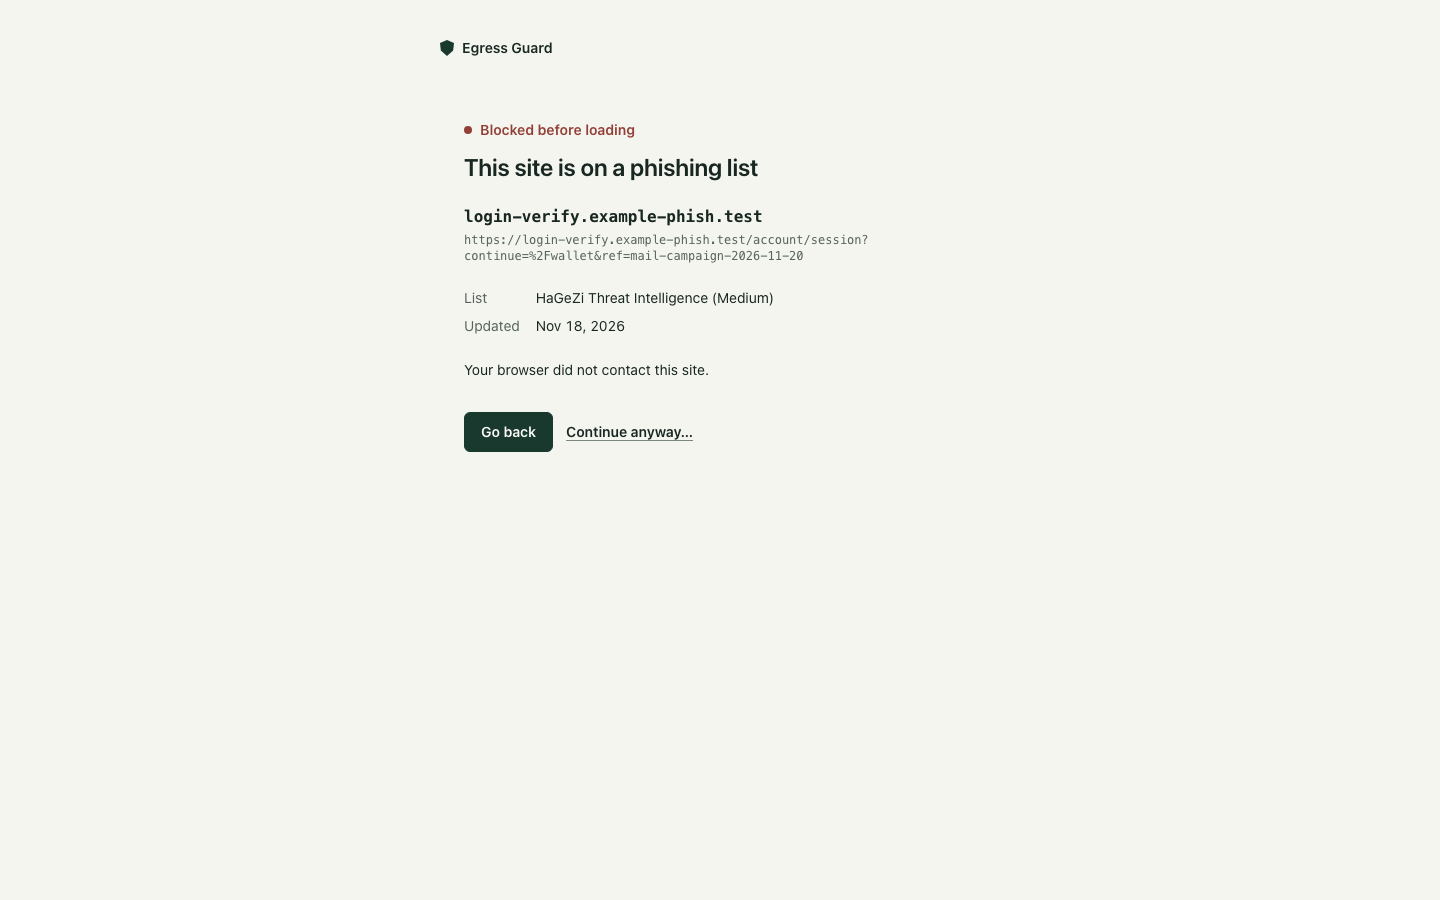 Egress Guard
Blocked before loading
This site is on a phishing list
login-verify.example-phish.test
https://login-verify.example-phish.test/account/session?
continue=%2Fwallet&ref=mail-campaign-2026-11-20
List HaGeZi Threat Intelligence (Medium)
Updated Nov 18, 2026
Your browser did not contact this site.
Go back Continue anyway...